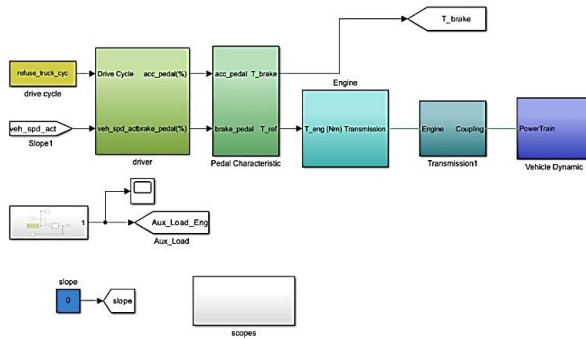 T_brake
refuse_truck_cyc
drive cycle
Drive Cycle acc_pedal(%)
veh_spd_act
Slope1
veh_spd_actbrake_pedal(%)
driver
acc_pedal T_brake
brake_pedal T_ref
Pedal Characteristic
Engine
T_eng (Nm) Transmission
Engine Coupling
Transmission1
PowerTrain
Vehicle Dynamic
1
Aux_Load_Eng
Aux_Load
slope
0
slope
scopes